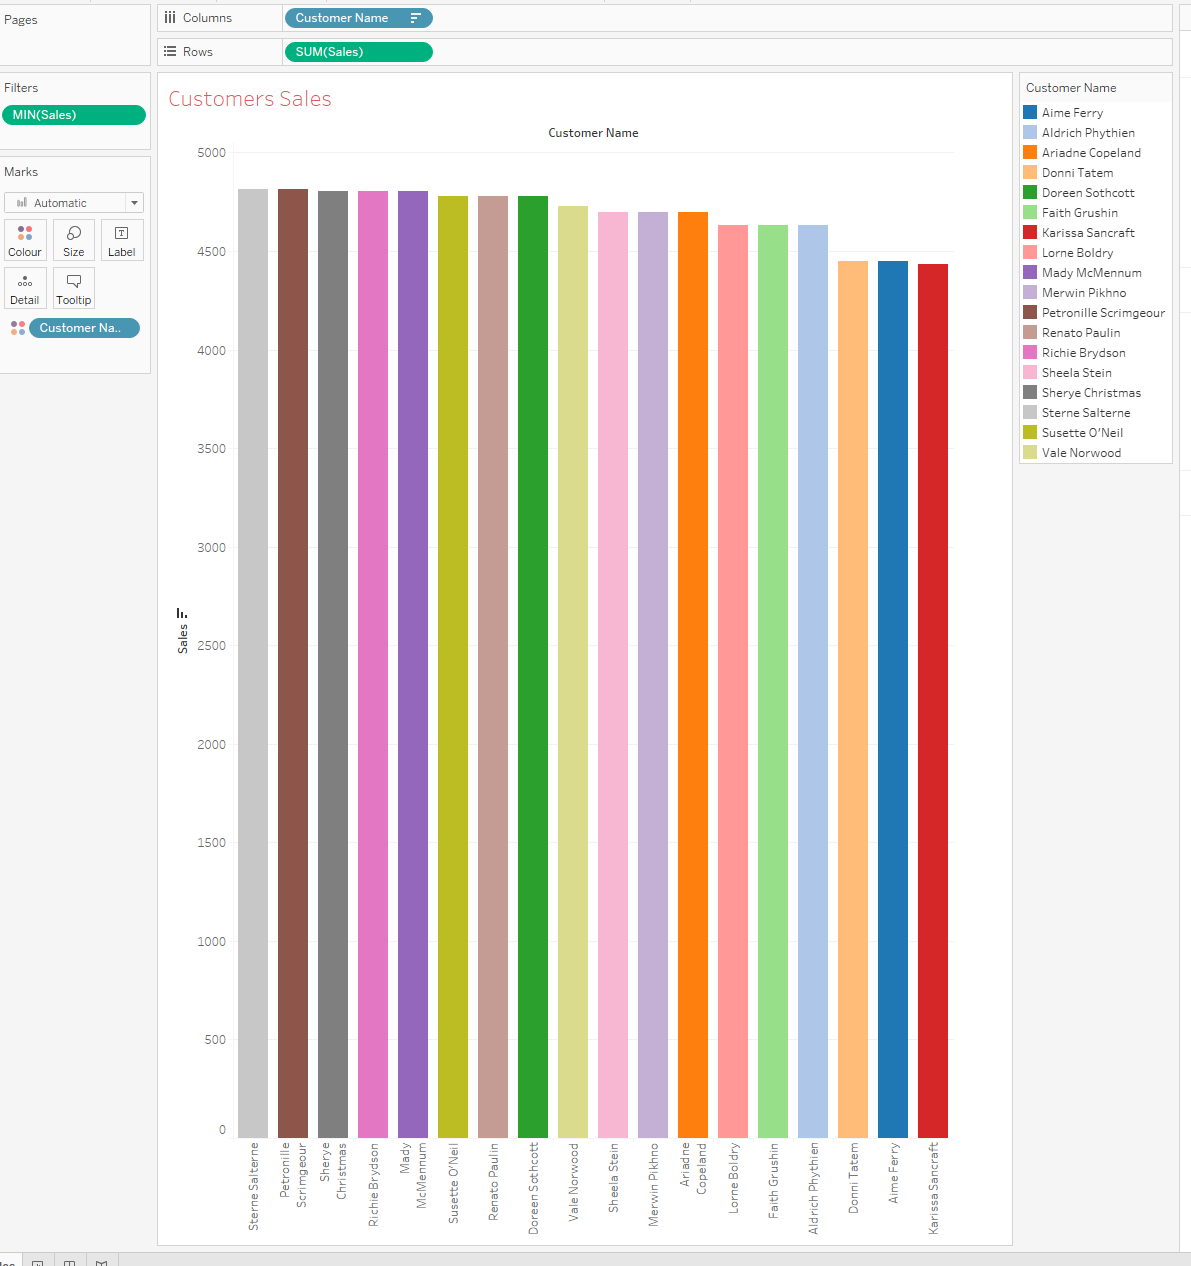 Pages
Columns
Customer Name
Rows
SUM(Sales)
Filters
MIN(Sales)
Marks
Automatic
Colour
Size
Label
Detail
Tooltip
Customer Na..
Customers Sales
Customer Name
5000
4500
4000
3500
3000
2500
2000
1500
1000
500
0
Sales
Sterne Salterne
Petronille
Scrimgeour
Sherye
Christmas
Richie Brydson
Mady
McMennum
Susette O'Neil
Renato Paulin
Doreen Sothcott
Vale Norwood
Sheela Stein
Merwin Pikhno
Ariadne
Copeland
Lorne Boldry
Faith Grushin
Aldrich Phythien
Donni Tatem
Aime Ferry
Karissa Sancraft
Customer Name
Aime Ferry
Aldrich Phythien
Ariadne Copeland
Donni Tatem
Doreen Sothcott
Faith Grushin
Karissa Sancraft
Lorne Boldry
Mady McMennum
Merwin Pikhno
Petronille Scrimgeour
Renato Paulin
Richie Brydson
Sheela Stein
Sherye Christmas
Sterne Salterne
Susette O'Neil
Vale Norwood